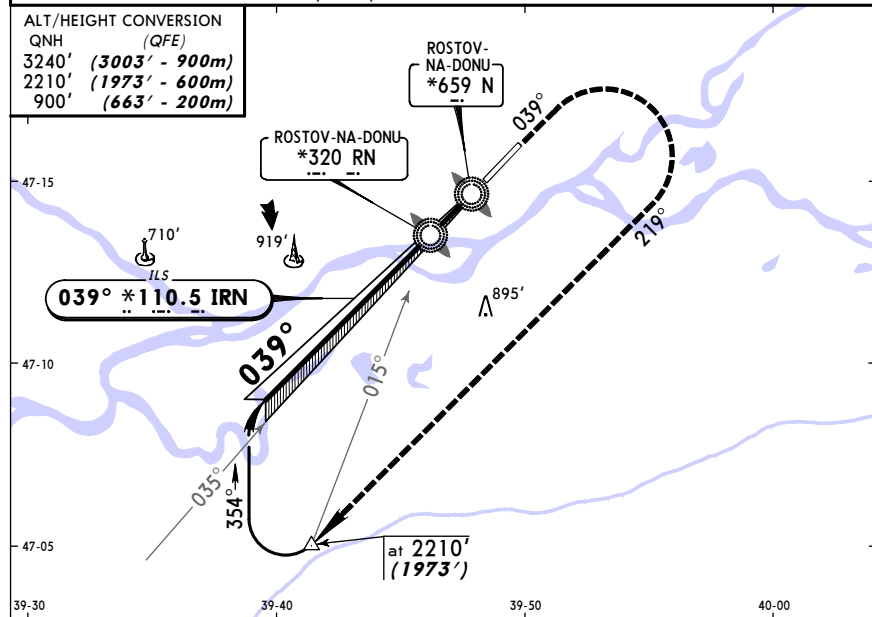 ALT/HEIGHT CONVERSION
QNH (QFE)
3240' (3003' - 900m)
2210' (1973' - 600m)
900' (663' - 200m)
ROSTOV-
NA-DONU
*659 N
ROSTOV-NA-DONU
*320 RN
039°
219°
47-15
710'
919'
ILS
039° *110.5 IRN
895'
039°
47-10
015°
035°
354°
at 2210'
(1973')
47-05
39-30
39-40
39-50
40-00